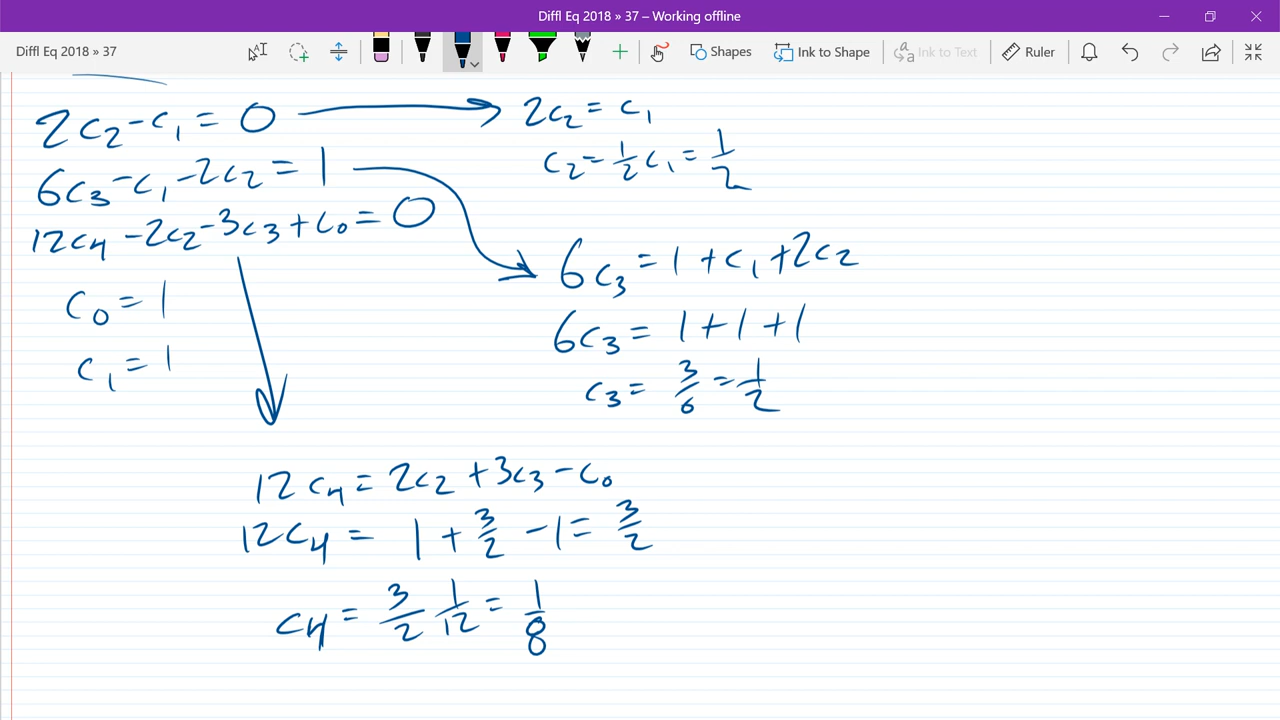 Diffl Eq 2018 » 37 – Working offline
Diffl Eq 2018 » 37
Shapes
Ink to Shape
Ink to Text
Ruler
2c₂ - c₁ = 0
6c₃ - c₁ - 2c₂ = 1
12c₄ - 2c₂ - 3c₃ + c₀ = 0
c₀ = 1
c₁ = 1
2c₂ = c₁
c₂ = 1/2 c₁ = 1/2
6c₃ = 1 + c₁ + 2c₂
6c₃ = 1 + 1 + 1
c₃ = 3/6 = 1/2
12c₄ = 2c₂ + 3c₃ - c₀
12c₄ = 1 + 3/2 - 1 = 3/2
c₄ = 3/2 1/12 = 1/8